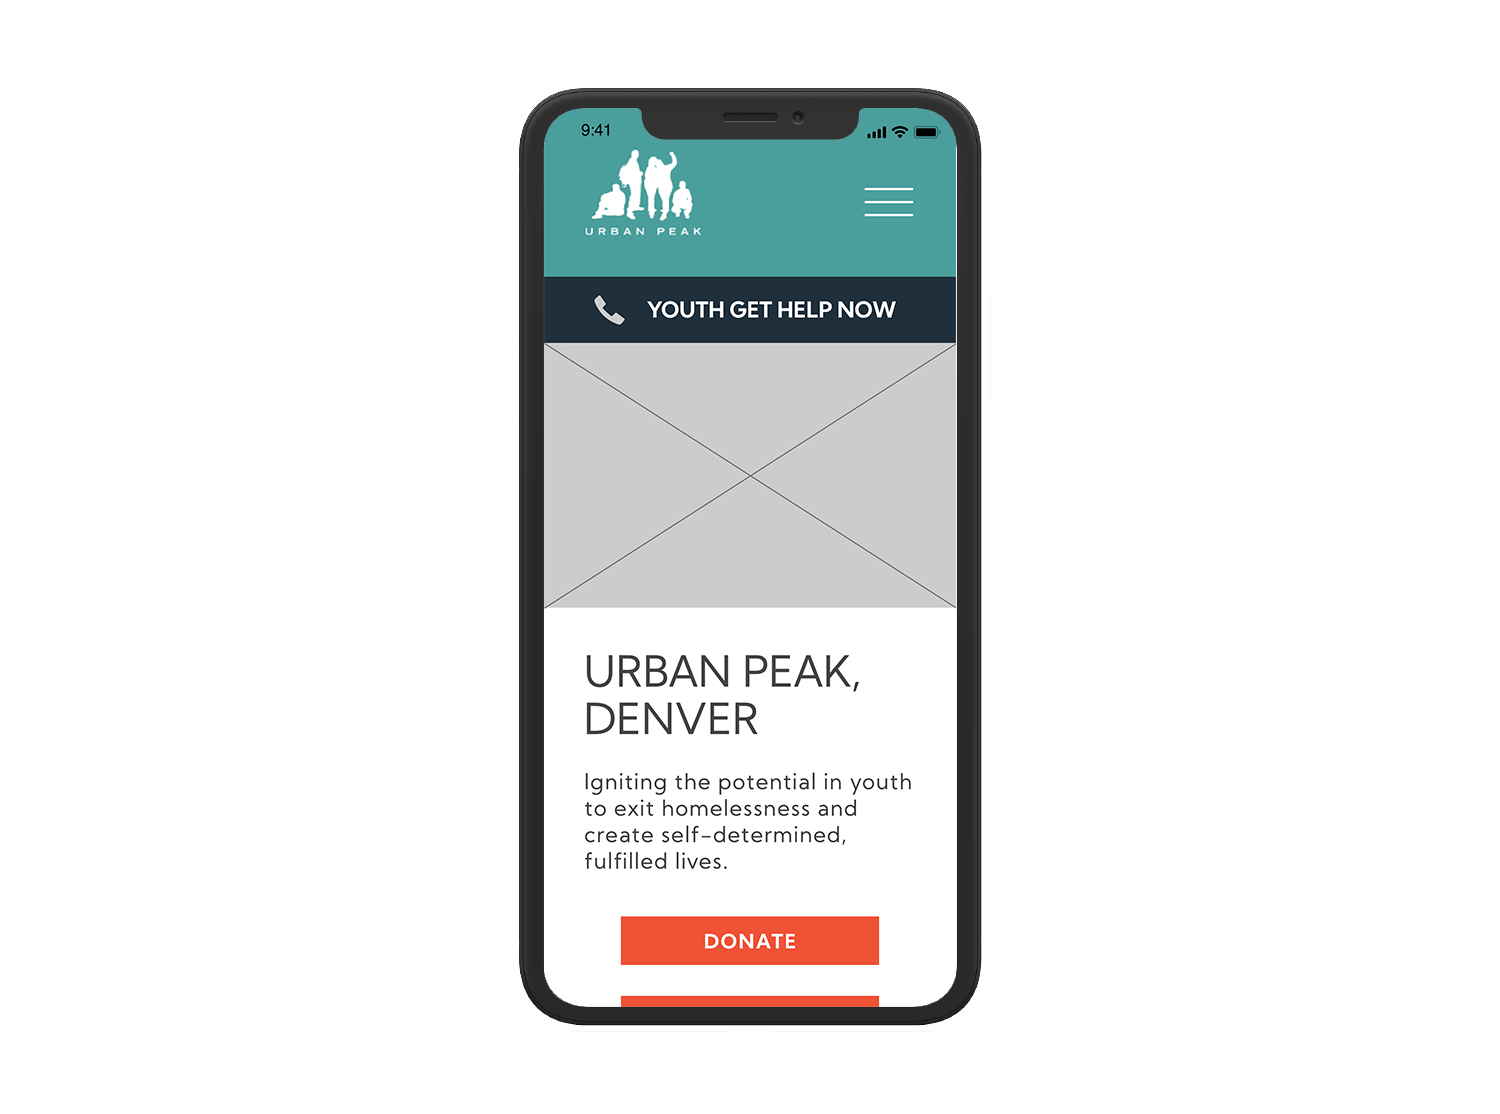 9:41
URBAN PEAK
YOUTH GET HELP NOW
URBAN PEAK,
DENVER
Igniting the potential in youth
to exit homelessness and
create self-determined,
fulfilled lives.
DONATE